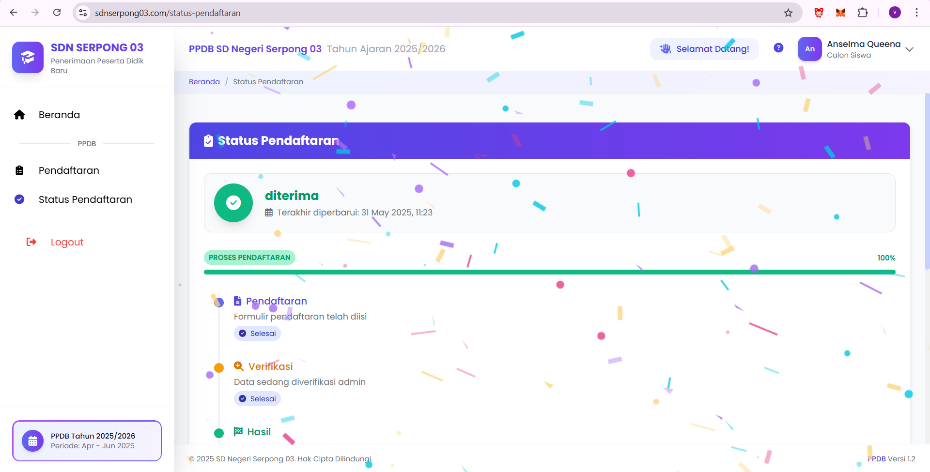 sdnserpong03.com/status-pendaftaran
V
SDN SERPONG 03
Penerimaan Peserta Didik
Baru
Beranda
PPDB
Pendaftaran
Status Pendaftaran
Logout
PPDB Tahun 2025/2026
Periode: Apr - Jun 2025
PPDB SD Negeri Serpong 03 Tahun Ajaran 2025/2026
Selamat Datang!
?
An
Anselma Queena
Calon Siswa
Beranda / Status Pendaftaran
Status Pendaftaran
diterima
Terakhir diperbarui: 31 May 2025, 11:23
PROSES PENDAFTARAN
100%
Pendaftaran
Formulir pendaftaran telah diisi
Selesai
Verifikasi
Data sedang diverifikasi admin
Selesai
Hasil
© 2025 SD Negeri Serpong 03. Hak Cipta Dilindungi.
PPDB Versi 1.2